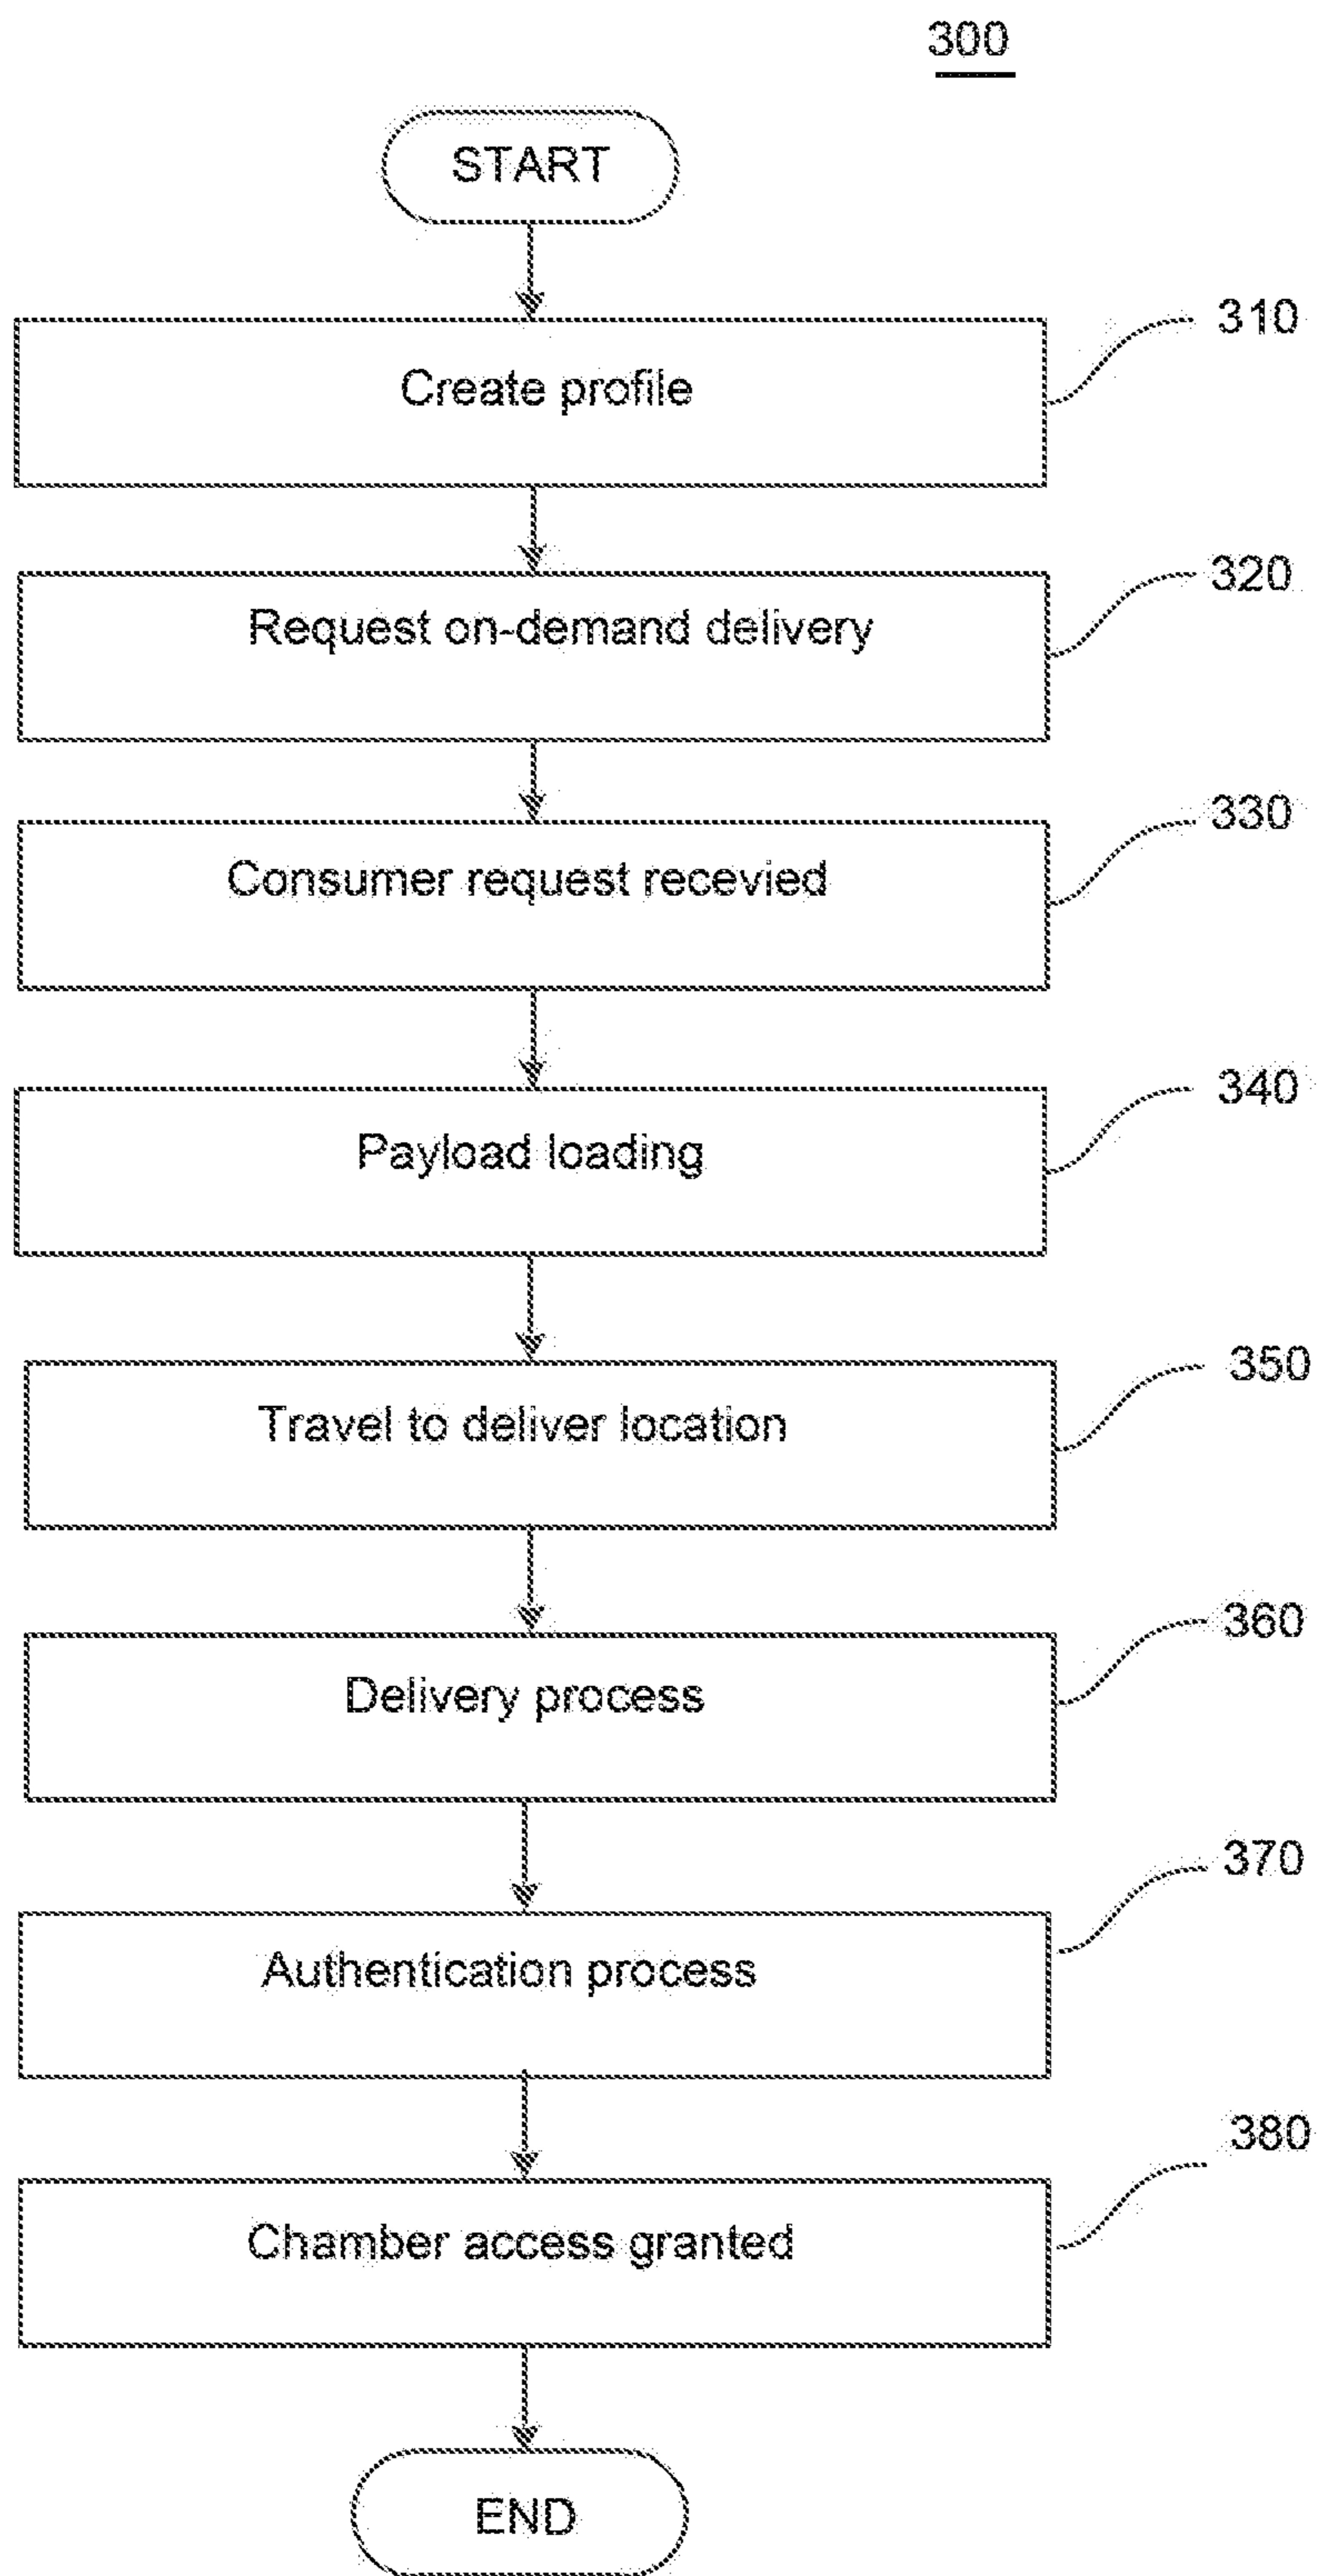 300
START
Create profile
310
Request on-demand delivery
320
Consumer request recevied
330
Payload loading
340
Travel to deliver location
350
Delivery process
360
Authentication process
370
Chamber access granted
380
END